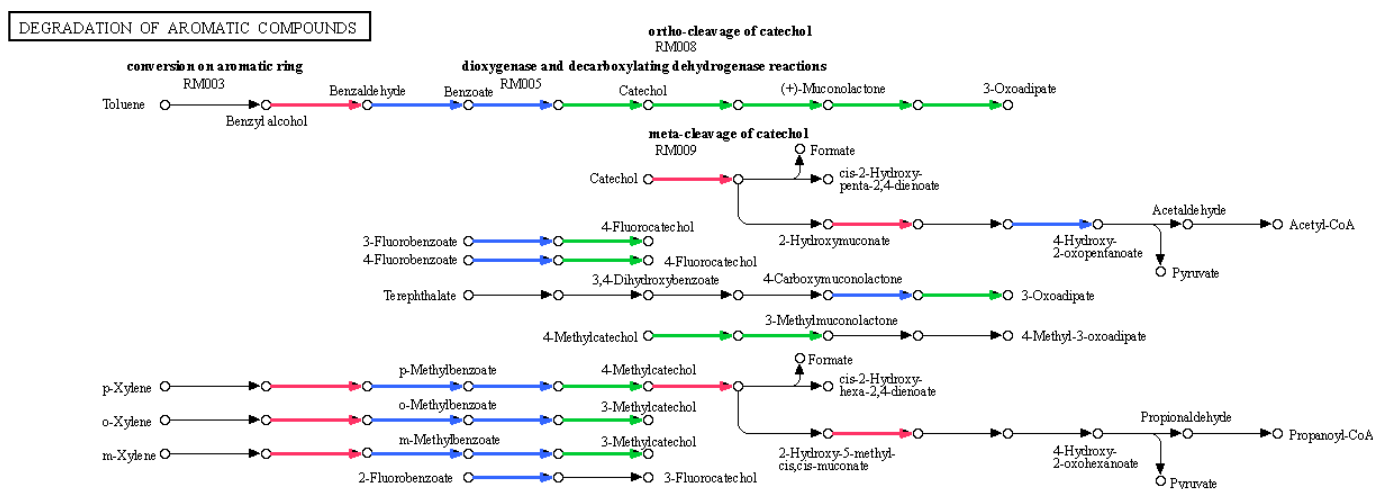 DEGRADATION OF AROMATIC COMPOUNDS
ortho-cleavage of catechol
RM008
conversion on aromatic ring
dioxygenase and decarboxylating dehydrogenase reactions
RM003
RM005
Toluene
Benzyl alcohol
Benzaldehyde
Benzoate
Catechol
(+)-Muconolactone
3-Oxoadipate
meta-cleavage of catechol
RM009
Formate
Catechol
cis-2-Hydroxy-
penta-2,4-dienoate
2-Hydroxymuconate
4-Hydroxy-
2-oxopentanoate
Acetaldehyde
Acetyl-CoA
Pyruvate
3-Fluorobenzoate
4-Fluorocatechol
4-Fluorobenzoate
4-Fluorocatechol
Terephthalate
3,4-Dihydroxybenzoate
4-Carboxymuconolactone
3-Oxoadipate
4-Methylcatechol
3-Methylmuconolactone
4-Methyl-3-oxoadipate
p-Xylene
p-Methylbenzoate
4-Methylcatechol
Formate
cis-2-Hydroxy-
hexa-2,4-dienoate
o-Xylene
o-Methylbenzoate
3-Methylcatechol
m-Xylene
m-Methylbenzoate
3-Methylcatechol
2-Hydroxy-5-methyl-
cis,cis-muconate
4-Hydroxy-
2-oxohexanoate
Propionaldehyde
Propanoyl-CoA
Pyruvate
2-Fluorobenzoate
3-Fluorocatechol